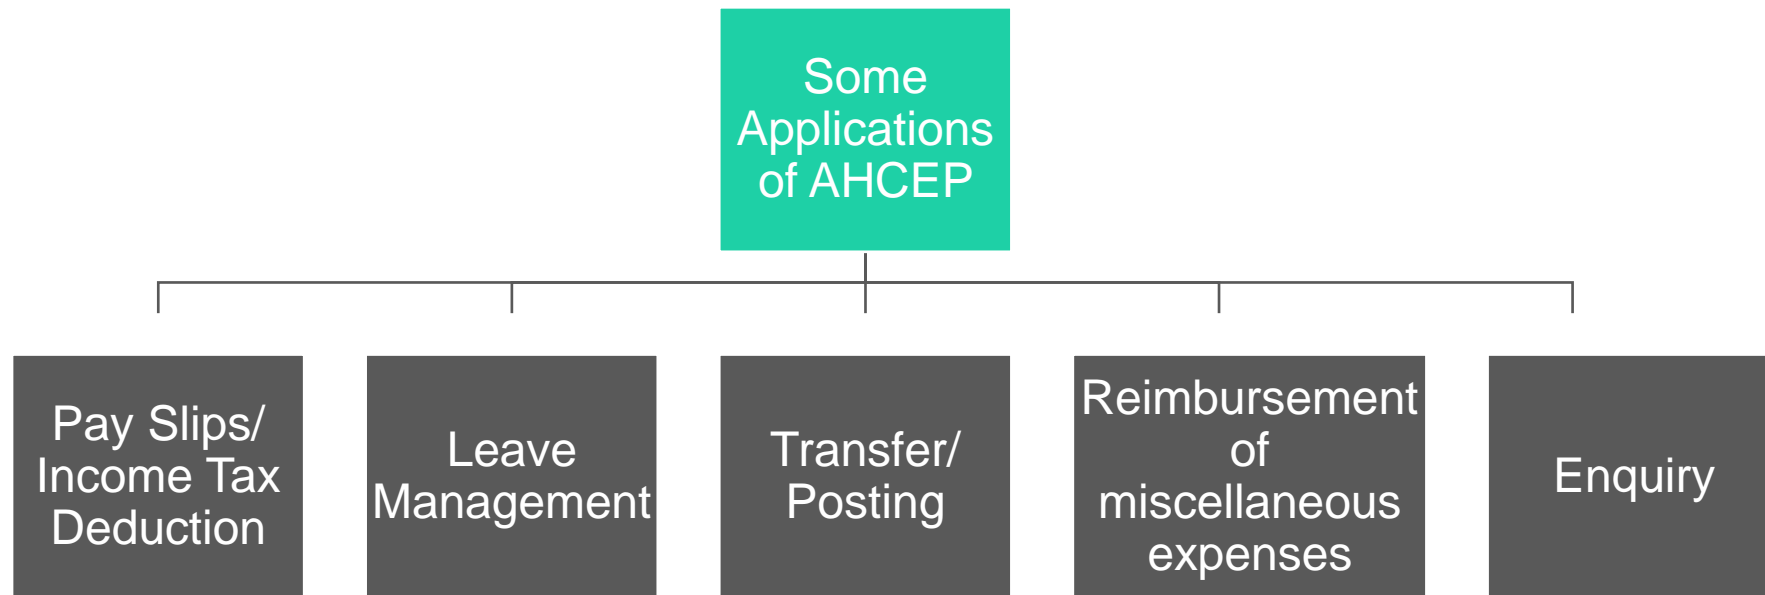 Some
Applications
of AHCEP
Pay Slips/
Income Tax
Deduction
Leave
Management
Transfer/
Posting
Reimbursement
of
miscellaneous
expenses
Enquiry